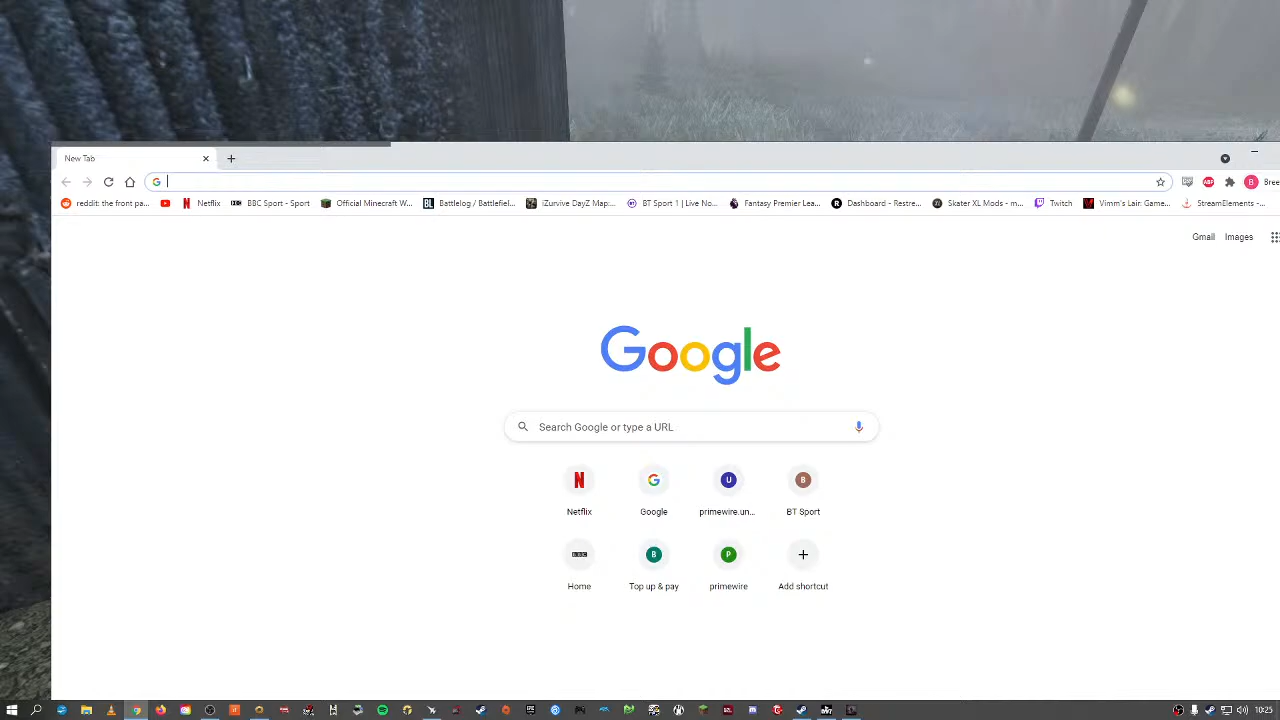 New Tab
reddit: the front pa...
Netflix
BBC Sport - Sport
Official Minecraft W...
Battlelog / Battlefiel...
iZurvive DayZ Map:...
BT Sport 1 | Live No...
Fantasy Premier Lea...
Dashboard - Restre...
Skater XL Mods - m...
Twitch
Vimm's Lair: Game...
StreamElements -...
ABP
B
Bree
Gmail
Images
Google
Search Google or type a URL
Netflix
Google
primewire.un...
BT Sport
Home
Top up & pay
primewire
Add shortcut
10:25